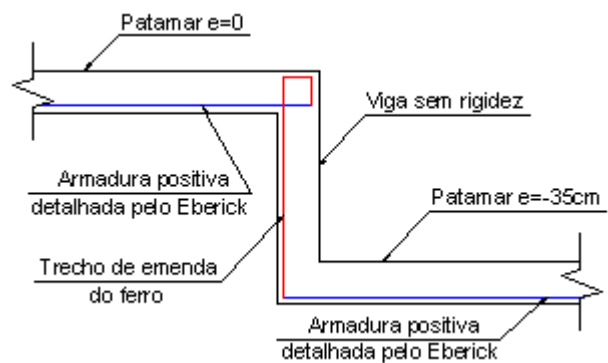 Patamar e=0
Viga sem rigidez
Armadura positiva
detalhada pelo Eberick
Patamar e=-35cm
Trecho de emenda
do ferro
Armadura positiva
detalhada pelo Eberick